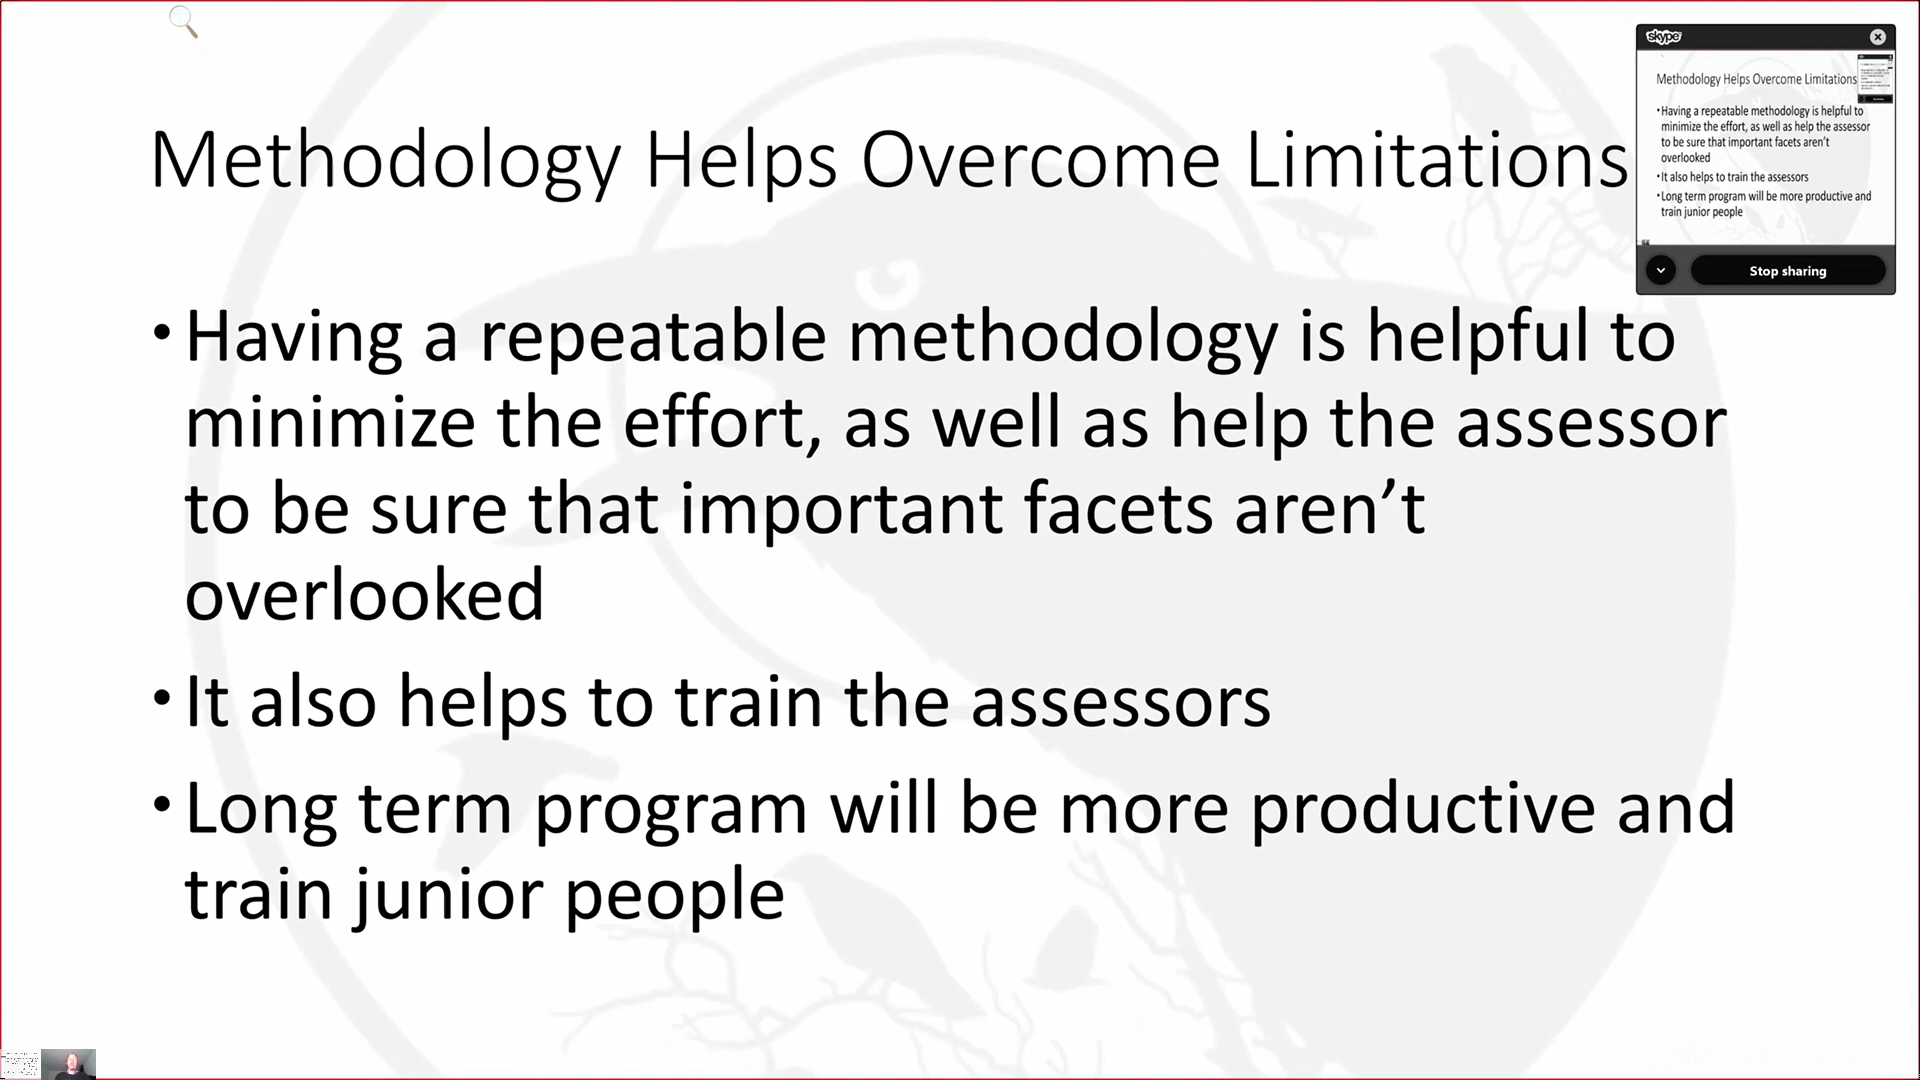 Methodology Helps Overcome Limitations
•Having a repeatable methodology is helpful to
minimize the effort, as well as help the assessor
to be sure that important facets aren’t
overlooked
•It also helps to train the assessors
•Long term program will be more productive and
train junior people
skype
Methodology Helps Overcome Limitations
•Having a repeatable methodology is helpful to
minimize the effort, as well as help the assessor
to be sure that important facets aren’t
overlooked
•It also helps to train the assessors
•Long term program will be more productive and
train junior people
Stop sharing